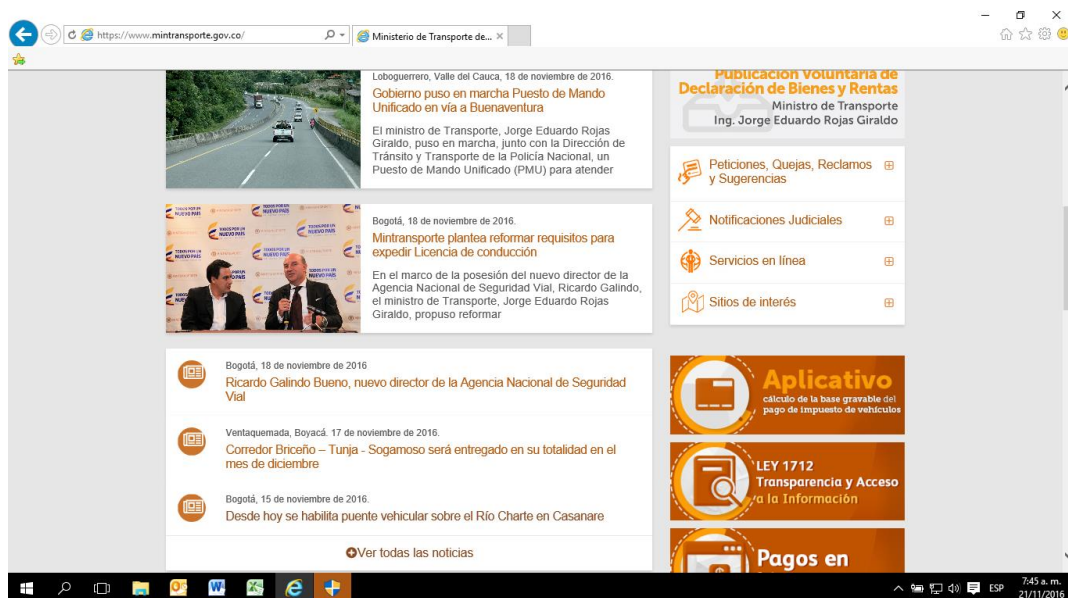 https://www.mintransporte.gov.co/
Ministerio de Transporte de...
Loboguerrero, Valle del Cauca, 18 de noviembre de 2016.
Gobierno puso en marcha Puesto de Mando
Unificado en vía a Buenaventura
El ministro de Transporte, Jorge Eduardo Rojas
Giraldo, puso en marcha, junto con la Dirección de
Tránsito y Transporte de la Policía Nacional, un
Puesto de Mando Unificado (PMU) para atender
TODOS POR UN
NUEVO PAÍS
Bogotá, 18 de noviembre de 2016.
Mintransporte plantea reformar requisitos para
expedir Licencia de conducción
En el marco de la posesión del nuevo director de la
Agencia Nacional de Seguridad Vial, Ricardo Galindo,
el ministro de Transporte, Jorge Eduardo Rojas
Giraldo, propuso reformar
Bogotá, 18 de noviembre de 2016
Ricardo Galindo Bueno, nuevo director de la Agencia Nacional de Seguridad
Vial
Ventaquemada, Boyacá. 17 de noviembre de 2016.
Corredor Briceño – Tunja - Sogamoso será entregado en su totalidad en el
mes de diciembre
Bogotá, 15 de noviembre de 2016.
Desde hoy se habilita puente vehicular sobre el Río Charte en Casanare
Ver todas las noticias
Publicación Voluntaria de
Declaración de Bienes y Rentas
Ministro de Transporte
Ing. Jorge Eduardo Rojas Giraldo
Peticiones, Quejas, Reclamos
y Sugerencias
Notificaciones Judiciales
Servicios en línea
Sitios de interés
Aplicativo
cálculo de la base gravable del
pago de impuesto de vehículos
LEY 1712
Transparencia y Acceso
a la Información
Pagos en
ESP
7:45 a. m.
21/11/2016